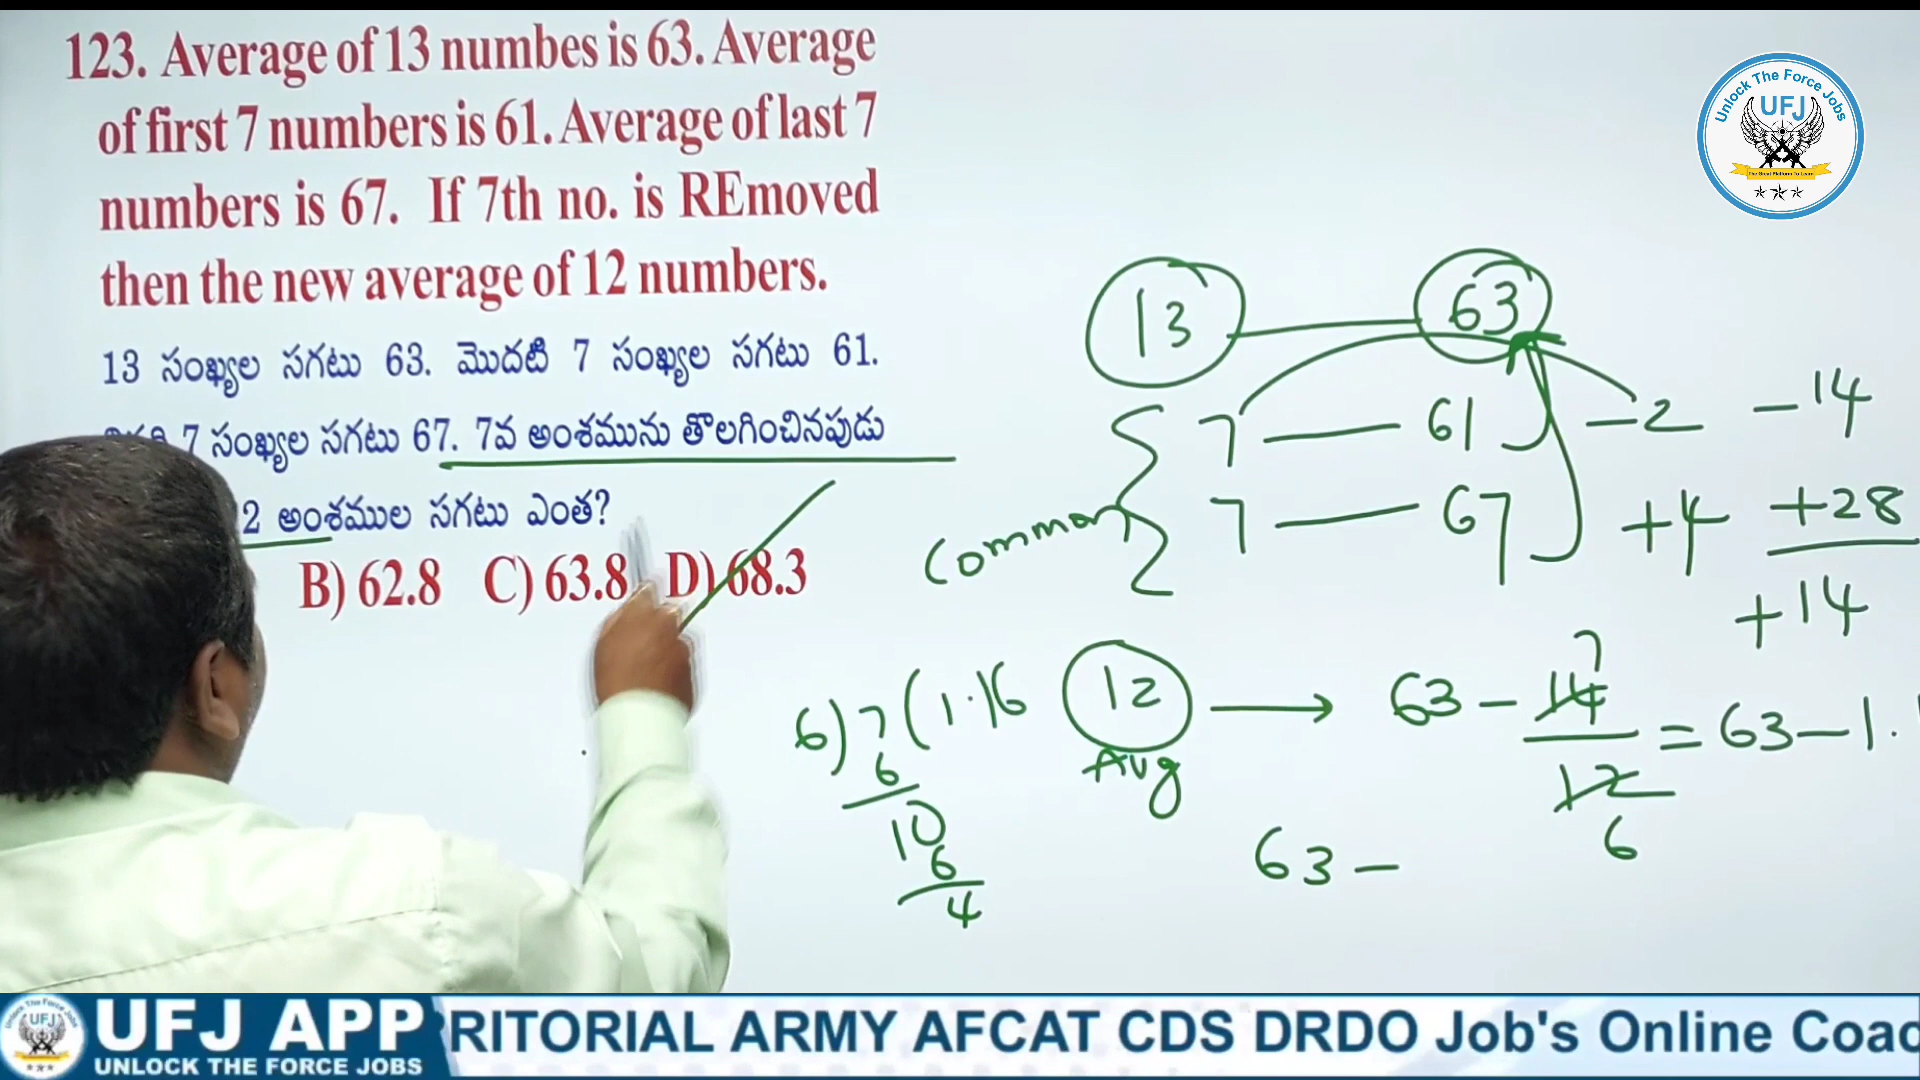 123. Average of 13 numbes is 63. Average
of first 7 numbers is 61. Average of last 7
numbers is 67. If 7th no. is REmoved
then the new average of 12 numbers.
13 సంఖ్యల సగటు 63. మొదటి 7 సంఖ్యల సగటు 61.
7 సంఖ్యల సగటు 67. 7వ అంశమును తొలగించినపుడు
2 అంశముల సగటు ఎంత?
B) 62.8 C) 63.8 D) 68.3
Unlock The Force Jobs
UFJ
The Great Platform To Learn
13 63
7 — 61 — 2 — 14
Common
7 — 67 +4 +28
+14
12 → 63 — 14 7 = 63 — 1.
12 6
Avg
6) 7 (1.16
6
10
6
4
63 —
UFJ APP
UNLOCK THE FORCE JOBS
RITORIAL ARMY AFCAT CDS DRDO Job's Online Coac